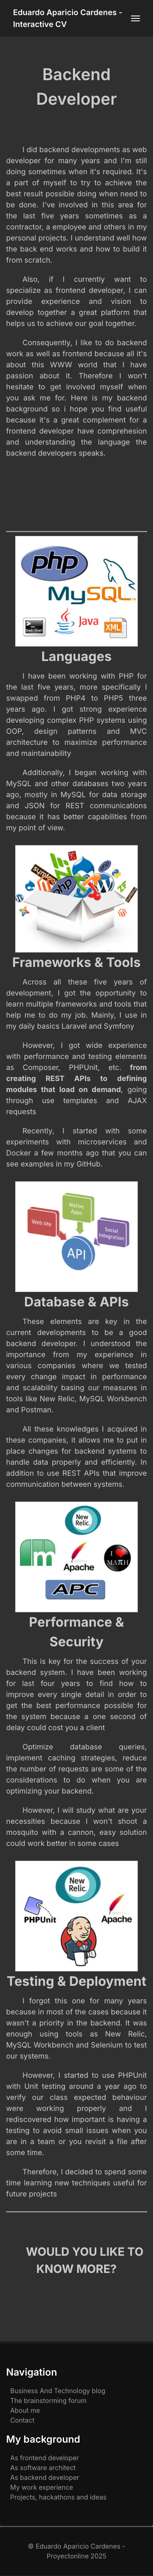 Eduardo Aparicio Cardenes -
Interactive CV
Backend
Developer
I did backend developments as web
developer for many years and I'm still
doing sometimes when it's required. It's
a part of myself to try to achieve the
best result possible doing when need to
be done. I've involved in this area for
the last five years sometimes as a
contractor, a employee and others in my
personal projects. I understand well how
the back end works and how to build it
from scratch.
Also, if I currently want to
specialize as frontend developer, I can
provide experience and vision to
develop together a great platform that
helps us to achieve our goal together.
Consequently, I like to do backend
work as well as frontend because all it's
about this WWW world that I have
passion about it. Therefore I won't
hesitate to get involved myself when
you ask me for. Here is my backend
background so i hope you find useful
because it's a great complement for a
frontend developer have comprehesion
and understanding the language the
backend developers speaks.
php
MySQL
Java
XML
Languages
I have been working with PHP for
the last five years, more specifically I
swapped from PHP4 to PHP5 three
years ago. I got strong experience
developing complex PHP systems using
OOP, design patterns and MVC
architecture to maximize performance
and maintainability
Additionally, I began working with
MySQL and other databases two years
ago, mostly in MySQL for data storage
and JSON for REST communications
because it has better capabilities from
my point of view.
Frameworks & Tools
Across all these five years of
development, I got the opportunity to
learn multiple frameworks and tools that
help me to do my job. Mainly, I use in
my daily basics Laravel and Symfony
However, I got wide experience
with performance and testing elements
as Composer, PHPUnit, etc. from
creating REST APIs to defining
modules that load on demand, going
through use templates and AJAX
requests
Recently, I started with some
experiments with microservices and
Docker a few months ago that you can
see examples in my GitHub.
Native
Apps
Web site
Social
Integration
API
Database & APIs
These elements are key in the
current developments to be a good
backend developer. I understood the
importance from my experience in
various companies where we tested
every change impact in performance
and scalability basing our measures in
tools like New Relic, MySQL Workbench
and Postman.
All these knowledges I acquired in
these companies, it allows me to put in
place changes for backend systems to
handle data properly and efficiently. In
addition to use REST APIs that improve
communication between systems.
New
Relic
Apache
I
MATH
APC
Performance &
Security
This is key for the success of your
backend system. I have been working
for last four years to find how to
improve every single detail in order to
get the best performance possible for
the system because a one second of
delay could cost you a client
Optimize database queries,
implement caching strategies, reduce
the number of requests are some of the
considerations to do when you are
optimizing your backend.
However, I will study what are your
necessities because I won't shoot a
mosquito with a cannon, easy solution
could work better in some cases
New
Relic
PHPUnit
Apache
Testing & Deployment
I forgot this one for many years
because in most of the cases because it
wasn't a priority in the backend. It was
enough using tools as New Relic,
MySQL Workbench and Selenium to test
our systems.
However, I started to use PHPUnit
with Unit testing around a year ago to
verify our class expected behaviour
were working properly and I
rediscovered how important is having a
testing to avoid small issues when you
are in a team or you revisit a file after
some time.
Therefore, I decided to spend some
time learning new techniques useful for
future projects
WOULD YOU LIKE TO
KNOW MORE?
Navigation
Business And Technology blog
The brainstorming forum
About me
Contact
My background
As frontend developer
As software architect
As backend developer
My work experience
Projects, hackathons and ideas
© Eduardo Aparicio Cardenes -
Proyectonline 2025